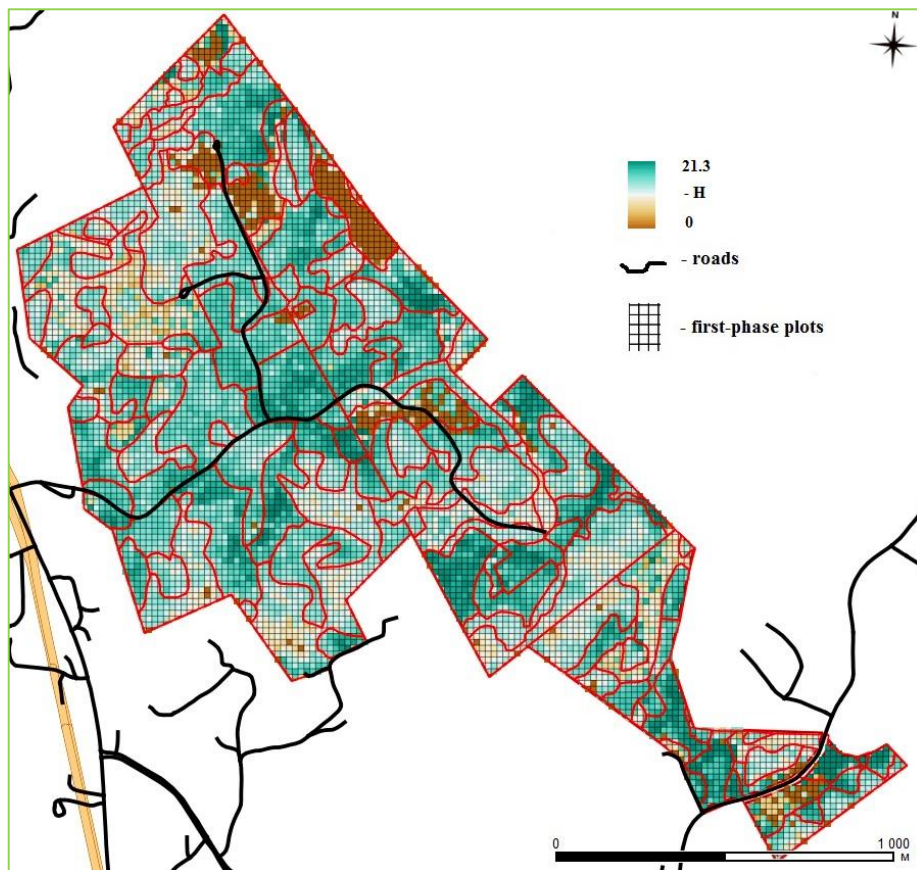 N
21.3
- H
0
- roads
- first-phase plots
0 1 000
M